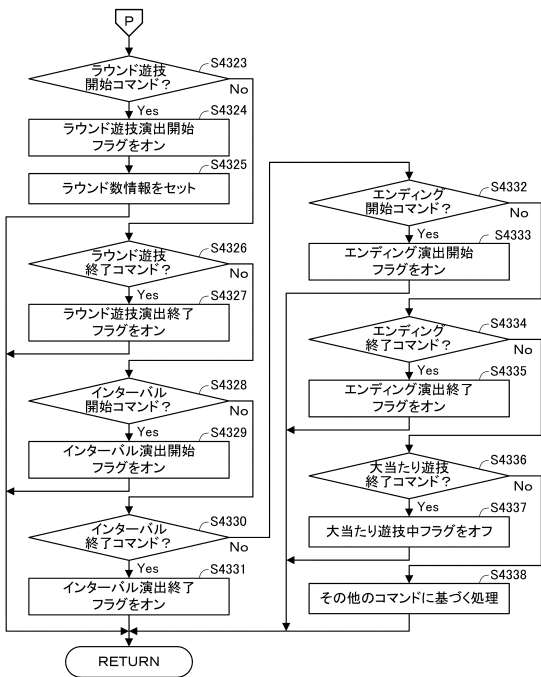 P
S4323
ラウンド遊技
開始コマンド？
No
Yes
S4324
ラウンド遊技演出開始
フラグをオン
S4325
ラウンド数情報をセット
S4326
ラウンド遊技
終了コマンド？
No
Yes
S4327
ラウンド遊技演出終了
フラグをオン
S4328
インターバル
開始コマンド？
No
Yes
S4329
インターバル演出開始
フラグをオン
S4330
インターバル
終了コマンド？
No
Yes
S4331
インターバル演出終了
フラグをオン
RETURN
S4332
エンディング
開始コマンド？
No
Yes
S4333
エンディング演出開始
フラグをオン
S4334
エンディング
終了コマンド？
No
Yes
S4335
エンディング演出終了
フラグをオン
S4336
大当たり遊技
終了コマンド？
No
Yes
S4337
大当たり遊技中フラグをオフ
S4338
その他のコマンドに基づく処理